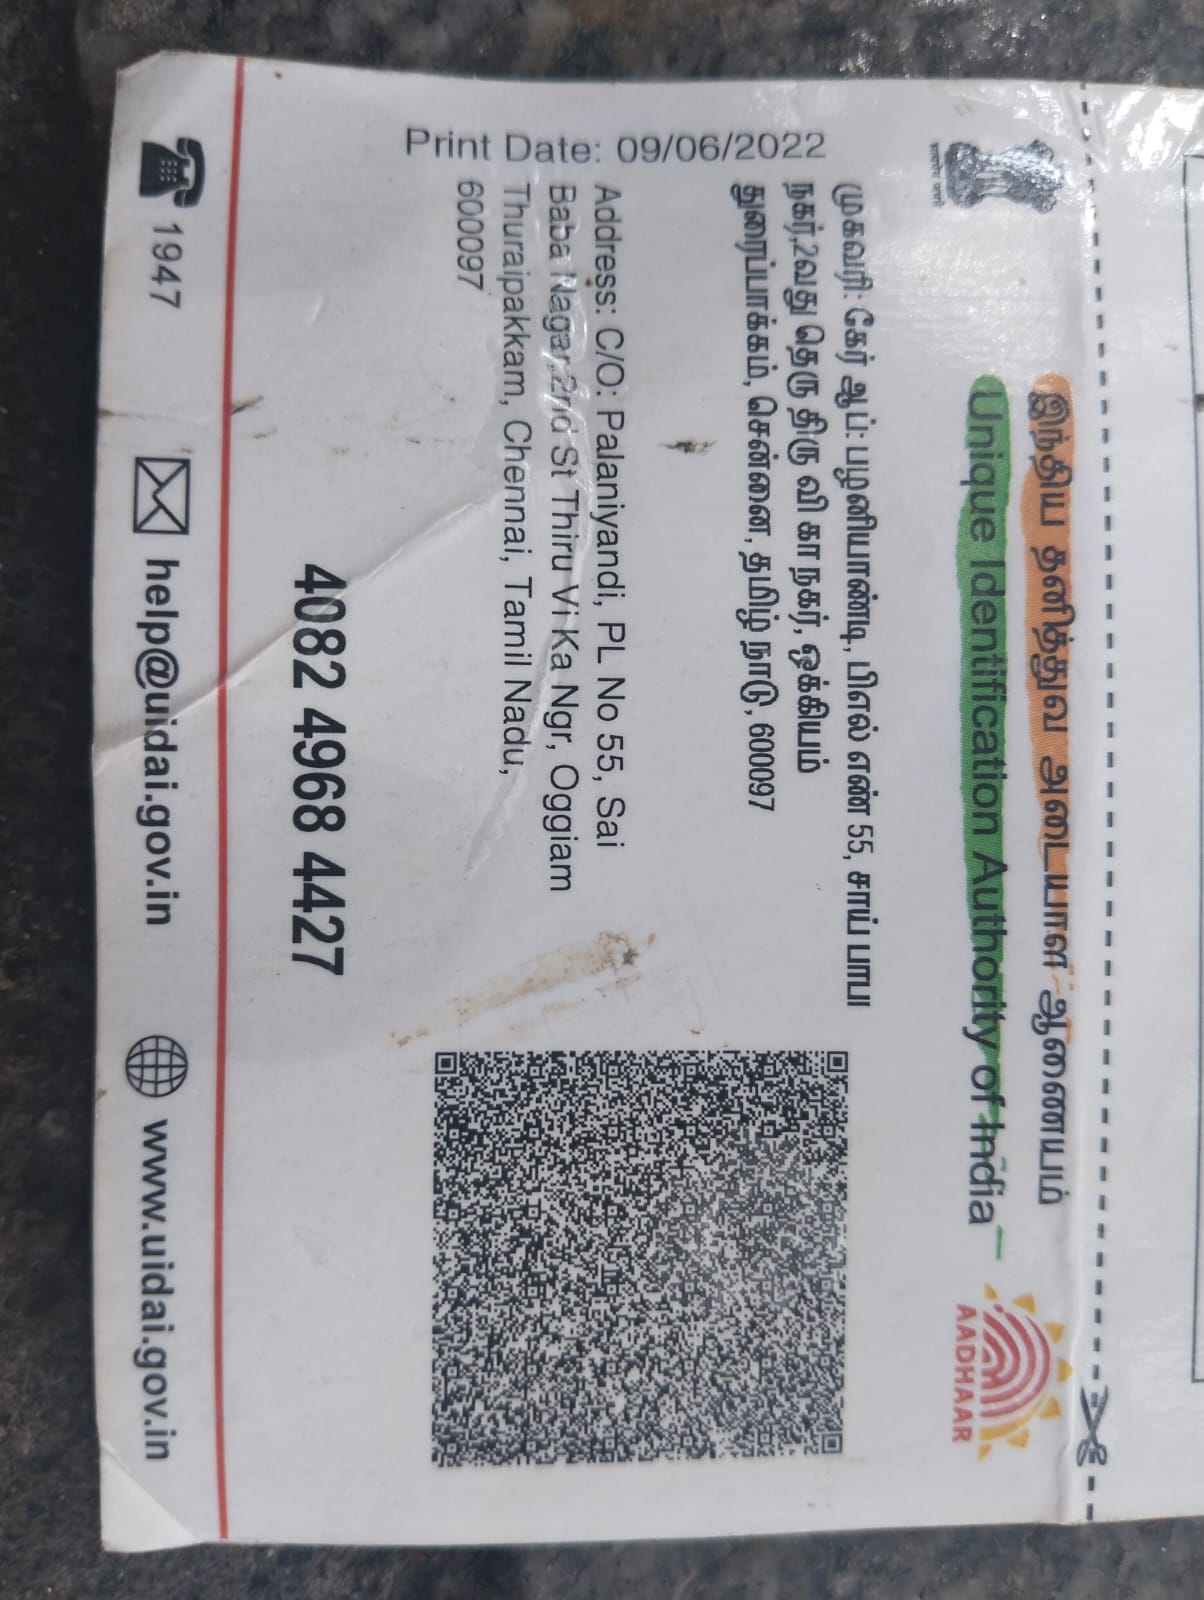 இந்திய தனித்துவ அடையாள ஆணையம்
Unique Identification Authority of India
AADHAAR
முகவரி: கேர் ஆப்: பழனியாண்டி, பிஎல் எண் 55, சாய் பாபா
நகர்,2வது தெரு திரு வி கா நகர், ஒக்கியம்
துரைப்பாக்கம், சென்னை, தமிழ் நாடு, 600097
Print Date: 09/06/2022
Address: C/O: Palaniyandi, PL No 55, Sai
Baba Nagar,2nd St Thiru Vi Ka Ngr, Oggiam
Thuraipakkam, Chennai, Tamil Nadu,
600097
4082 4968 4427
1947
help@uidai.gov.in
www.uidai.gov.in